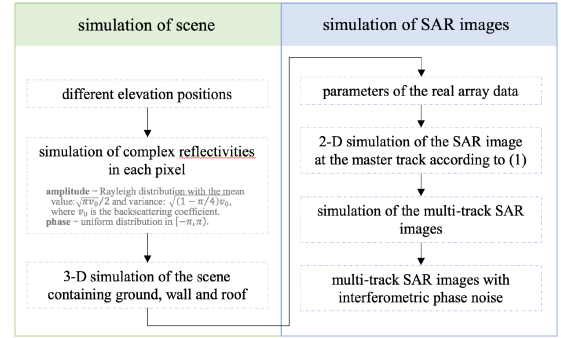 simulation of scene
different elevation positions
simulation of complex reflectivities
in each pixel
amplitude ~ Rayleigh distribution with the mean
value: √πv₀/2 and variance: √(1 − π/4)v₀,
where v₀ is the backscattering coefficient.
phase ~ uniform distribution in [−π, π).
3-D simulation of the scene
containing ground, wall and roof
simulation of SAR images
parameters of the real array data
2-D simulation of the SAR image
at the master track according to (1)
simulation of the multi-track SAR
images
multi-track SAR images with
interferometric phase noise